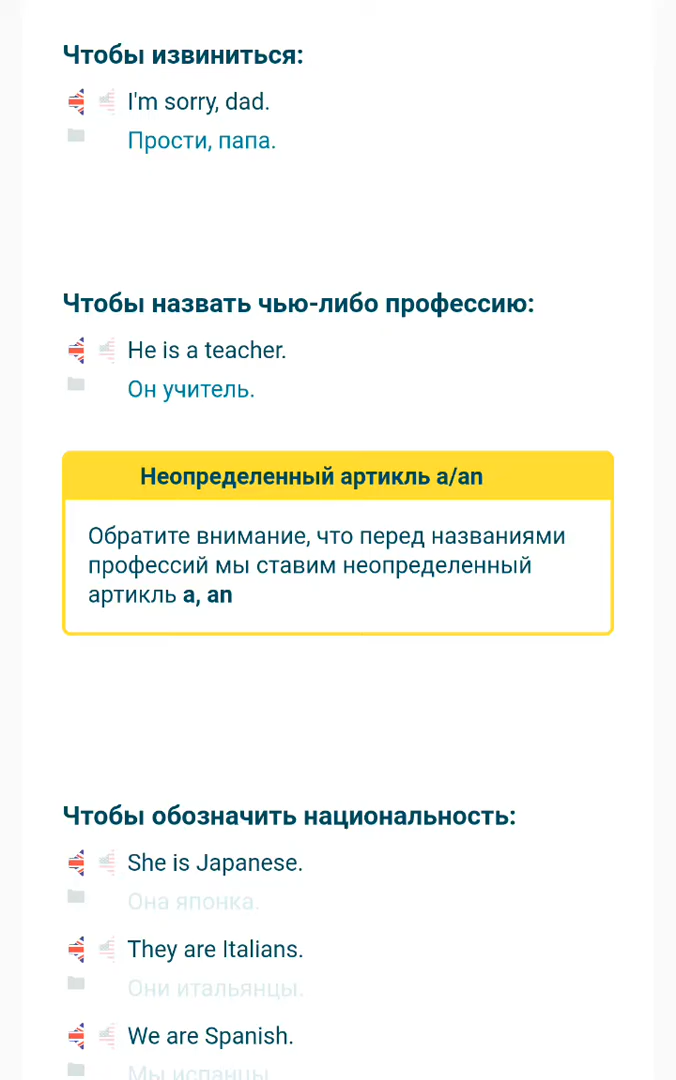 Чтобы извиниться:
I'm sorry, dad.
Прости, папа.
Чтобы назвать чью-либо профессию:
He is a teacher.
Он учитель.
Неопределенный артикль a/an
Обратите внимание, что перед названиями
профессий мы ставим неопределенный
артикль a, an
Чтобы обозначить национальность:
She is Japanese.
Она японка.
They are Italians.
Они итальянцы.
We are Spanish.
Мы испанцы